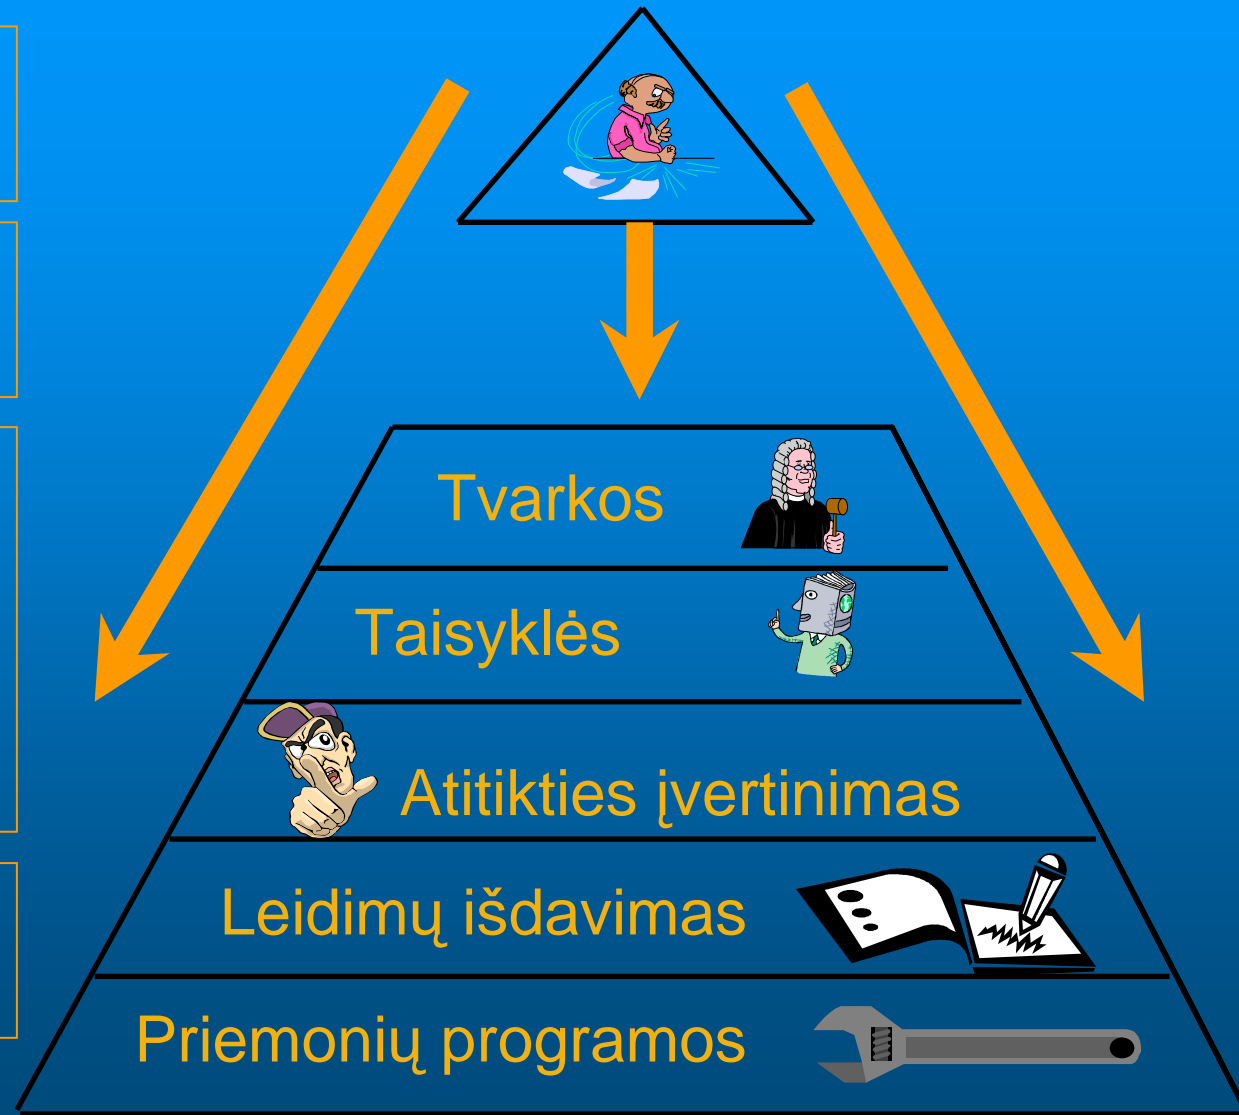 Tvarkos
Taisyklės
Atitikties įvertinimas
Leidimų išdavimas
Priemonių programos